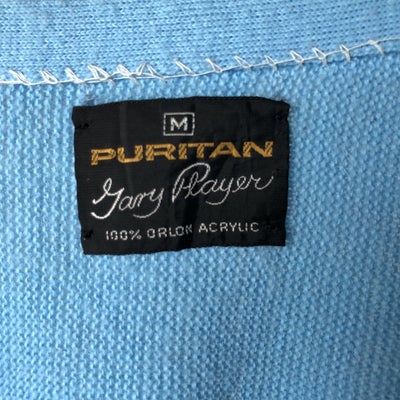 M
PURITAN
Gary Player
100% ORLON ACRYLIC